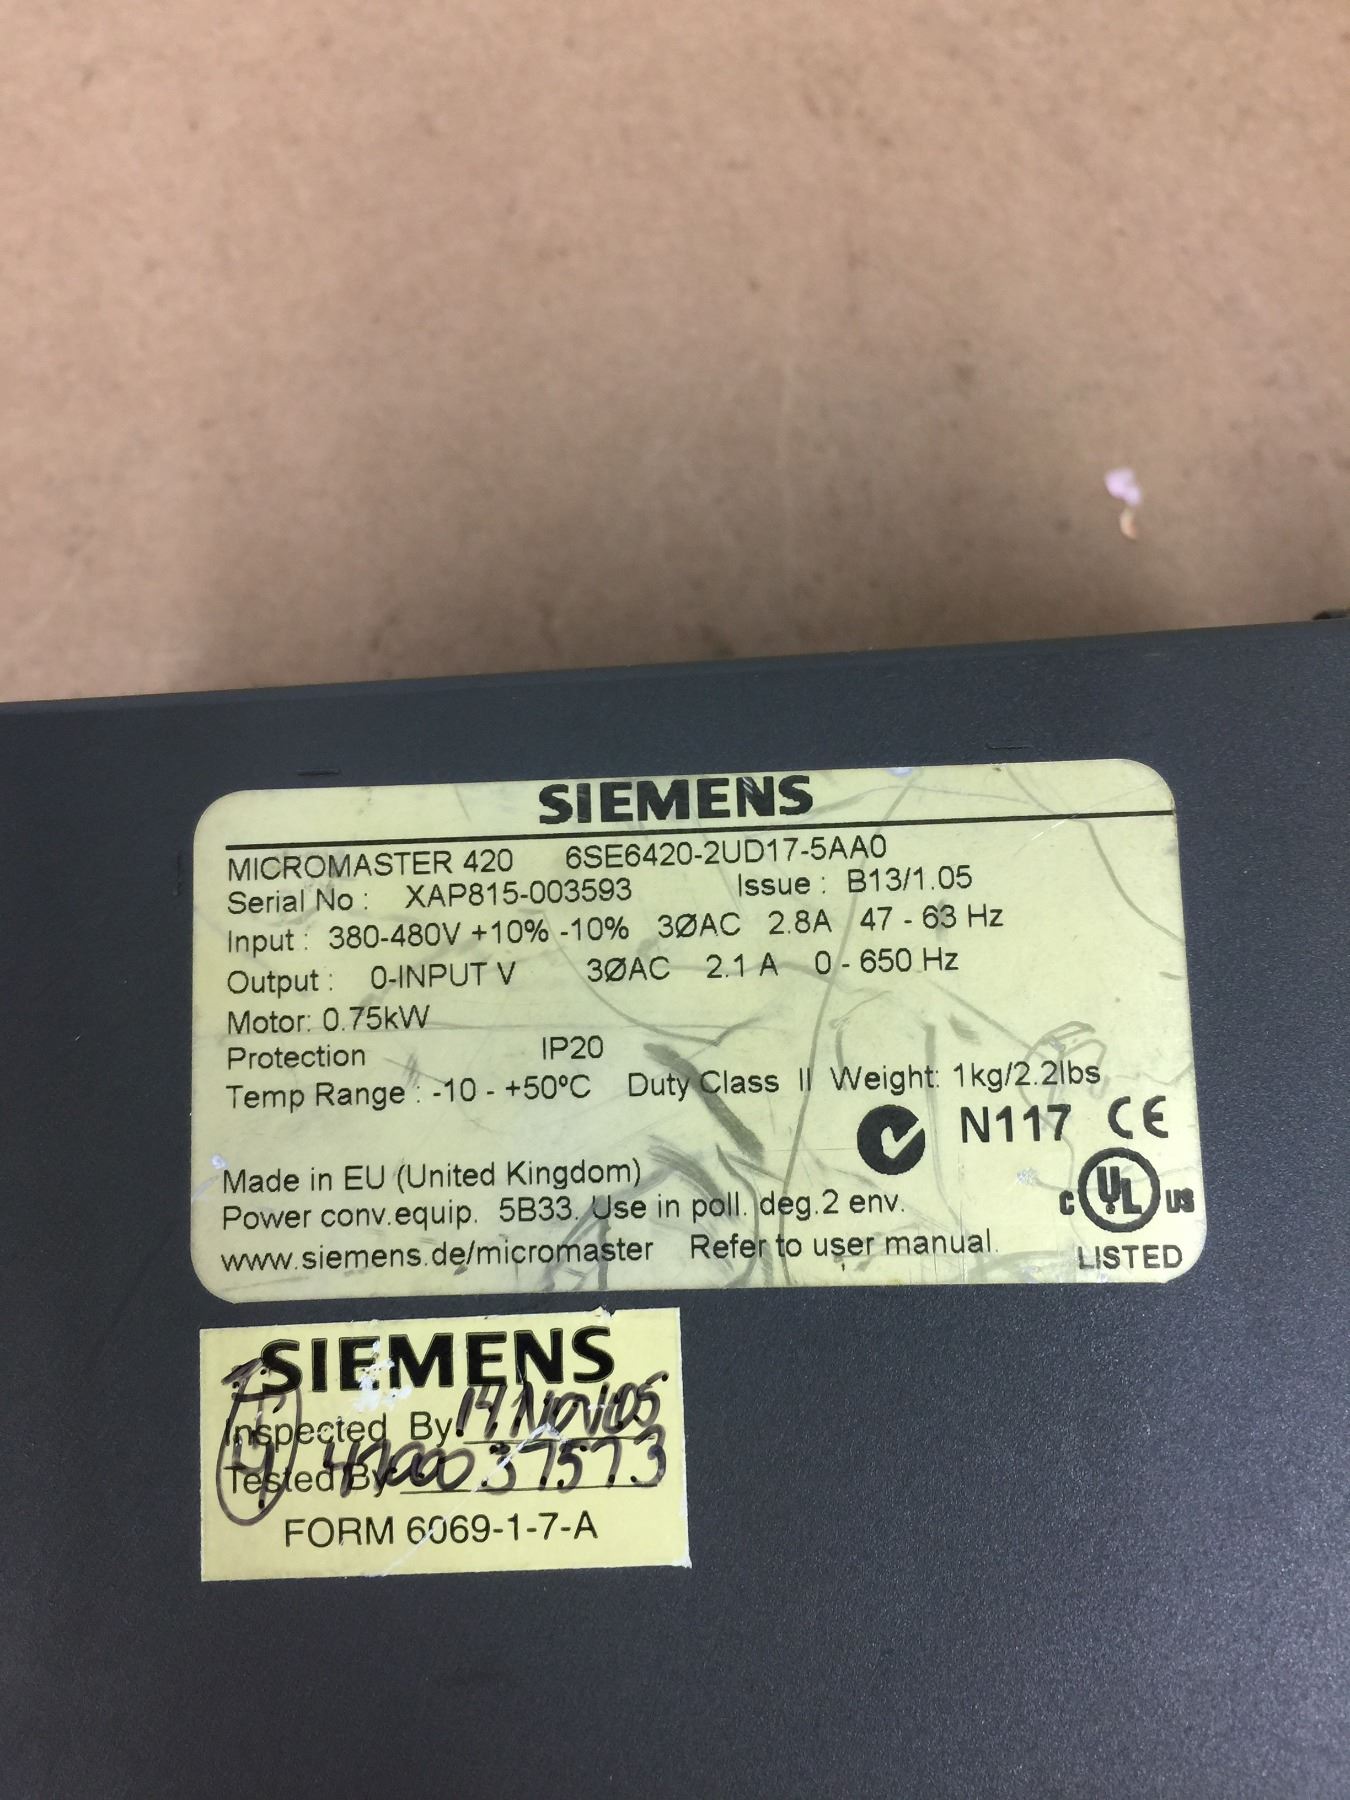 SIEMENS
MICROMASTER 420 6SE6420-2UD17-5AA0
Serial No : XAP815-003593 Issue : B13/1.05
Input : 380-480V +10% -10% 3ØAC 2.8A 47 - 63 Hz
Output : 0-INPUT V 3ØAC 2.1 A 0 - 650 Hz
Motor: 0.75kW
Protection IP20
Temp Range : -10 - +50ºC Duty Class II Weight: 1kg/2.2lbs
N117 CE
Made in EU (United Kingdom)
Power conv.equip. 5B33. Use in poll. deg.2 env.
C UL US
www.siemens.de/micromaster Refer to user manual.
LISTED
SIEMENS
Inspected By 14 NOV 05
Tested By
FORM 6069-1-7-A